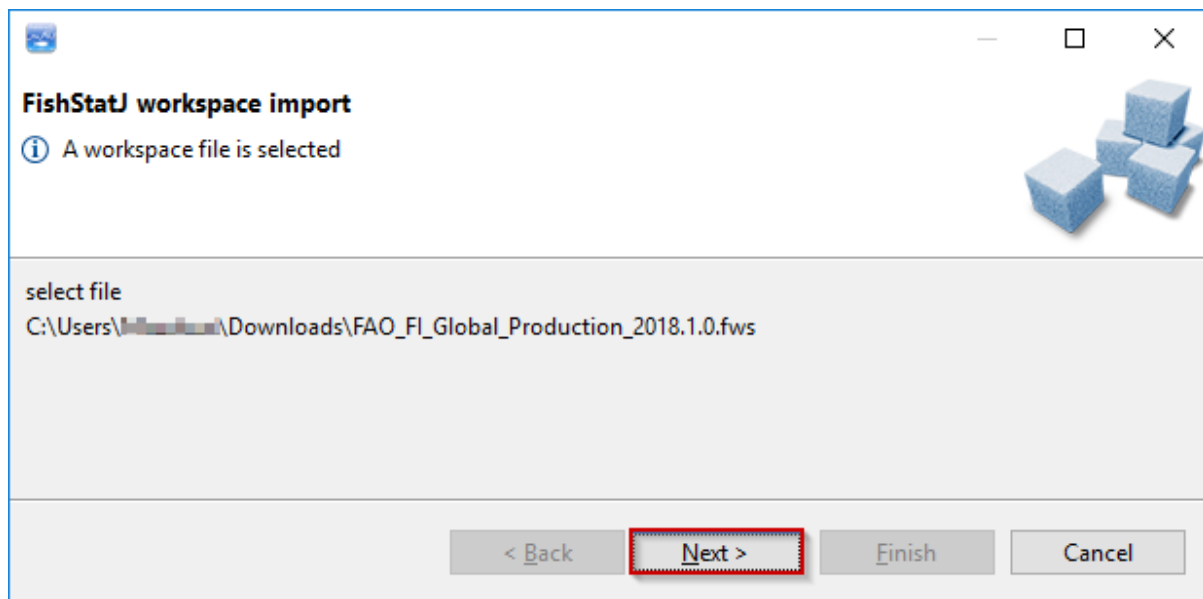 FishStatJ workspace import
A workspace file is selected
select file
C:\Users\ \Downloads\FAO_FI_Global_Production_2018.1.0.fws
< Back
Next >
Finish
Cancel